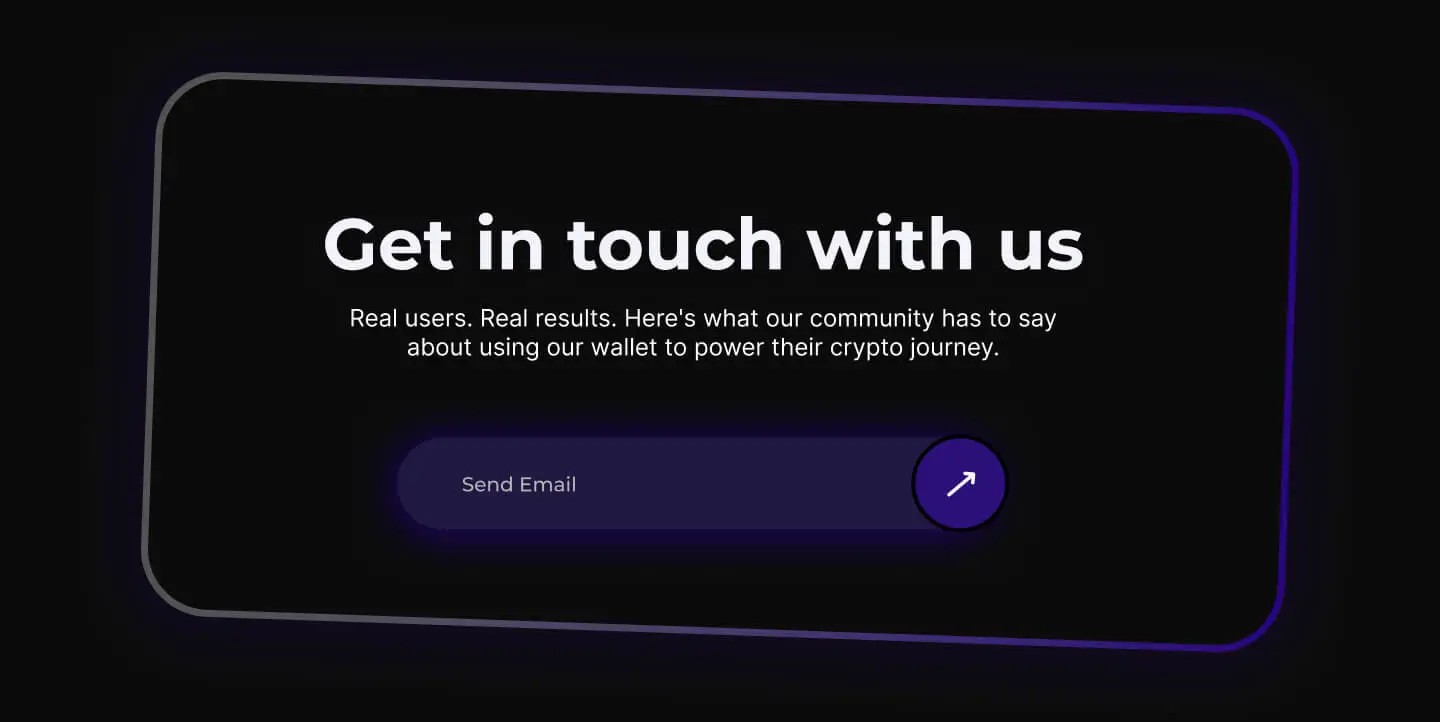 Get in touch with us
Real users. Real results. Here's what our community has to say
about using our wallet to power their crypto journey.
Send Email